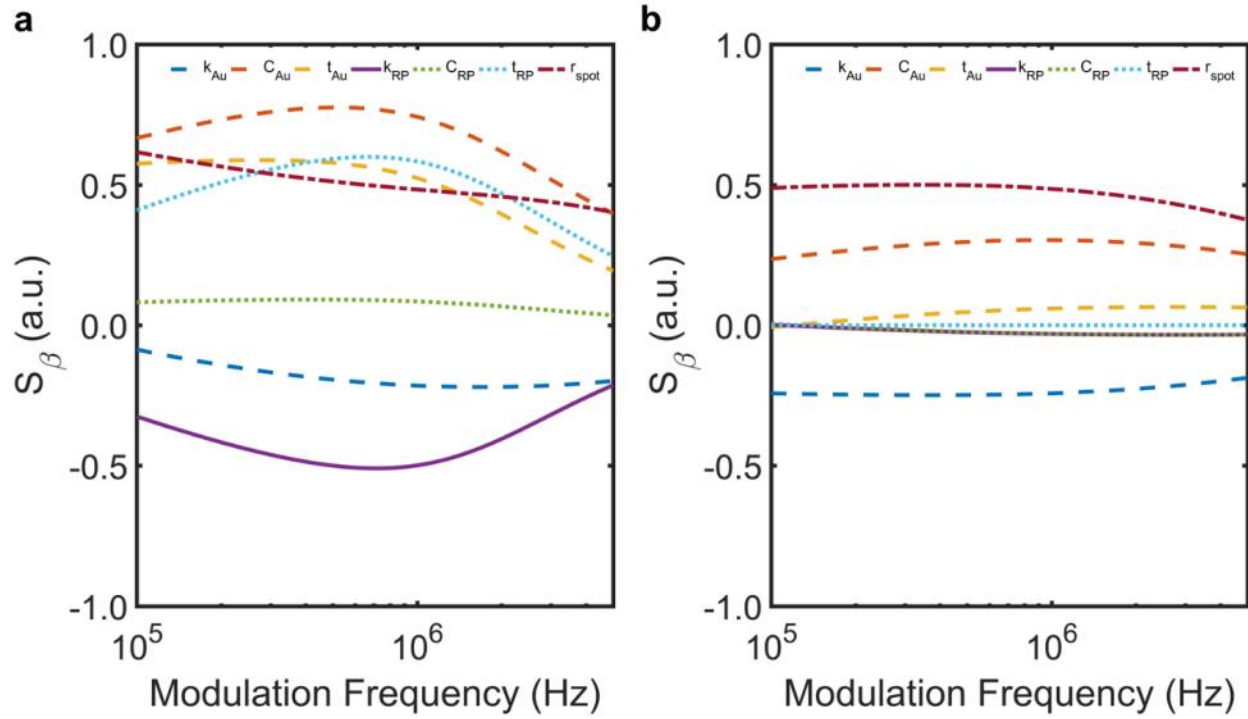 a
1.0
k_Au C_Au t_Au k_RP C_RP t_RP r_spot
0.5
0.0
-0.5
-1.0
S_β (a.u.)
10^5 10^6
Modulation Frequency (Hz)
b
1.0
k_Au C_Au t_Au k_RP C_RP t_RP r_spot
0.5
0.0
-0.5
-1.0
S_β (a.u.)
10^5 10^6
Modulation Frequency (Hz)